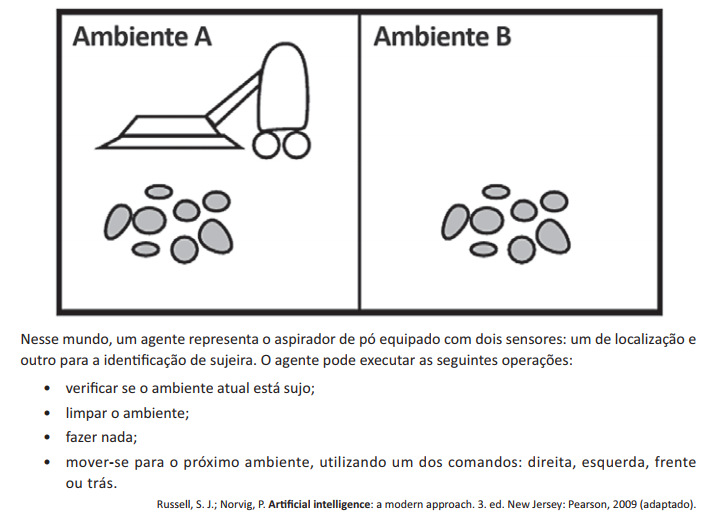 Ambiente A
Ambiente B
Nesse mundo, um agente representa o aspirador de pó equipado com dois sensores: um de localização e
outro para a identificação de sujeira. O agente pode executar as seguintes operações:
• verificar se o ambiente atual está sujo;
• limpar o ambiente;
• fazer nada;
• mover-se para o próximo ambiente, utilizando um dos comandos: direita, esquerda, frente
ou trás.
Russell, S. J.; Norvig, P. Artificial intelligence: a modern approach. 3. ed. New Jersey: Pearson, 2009 (adaptado).